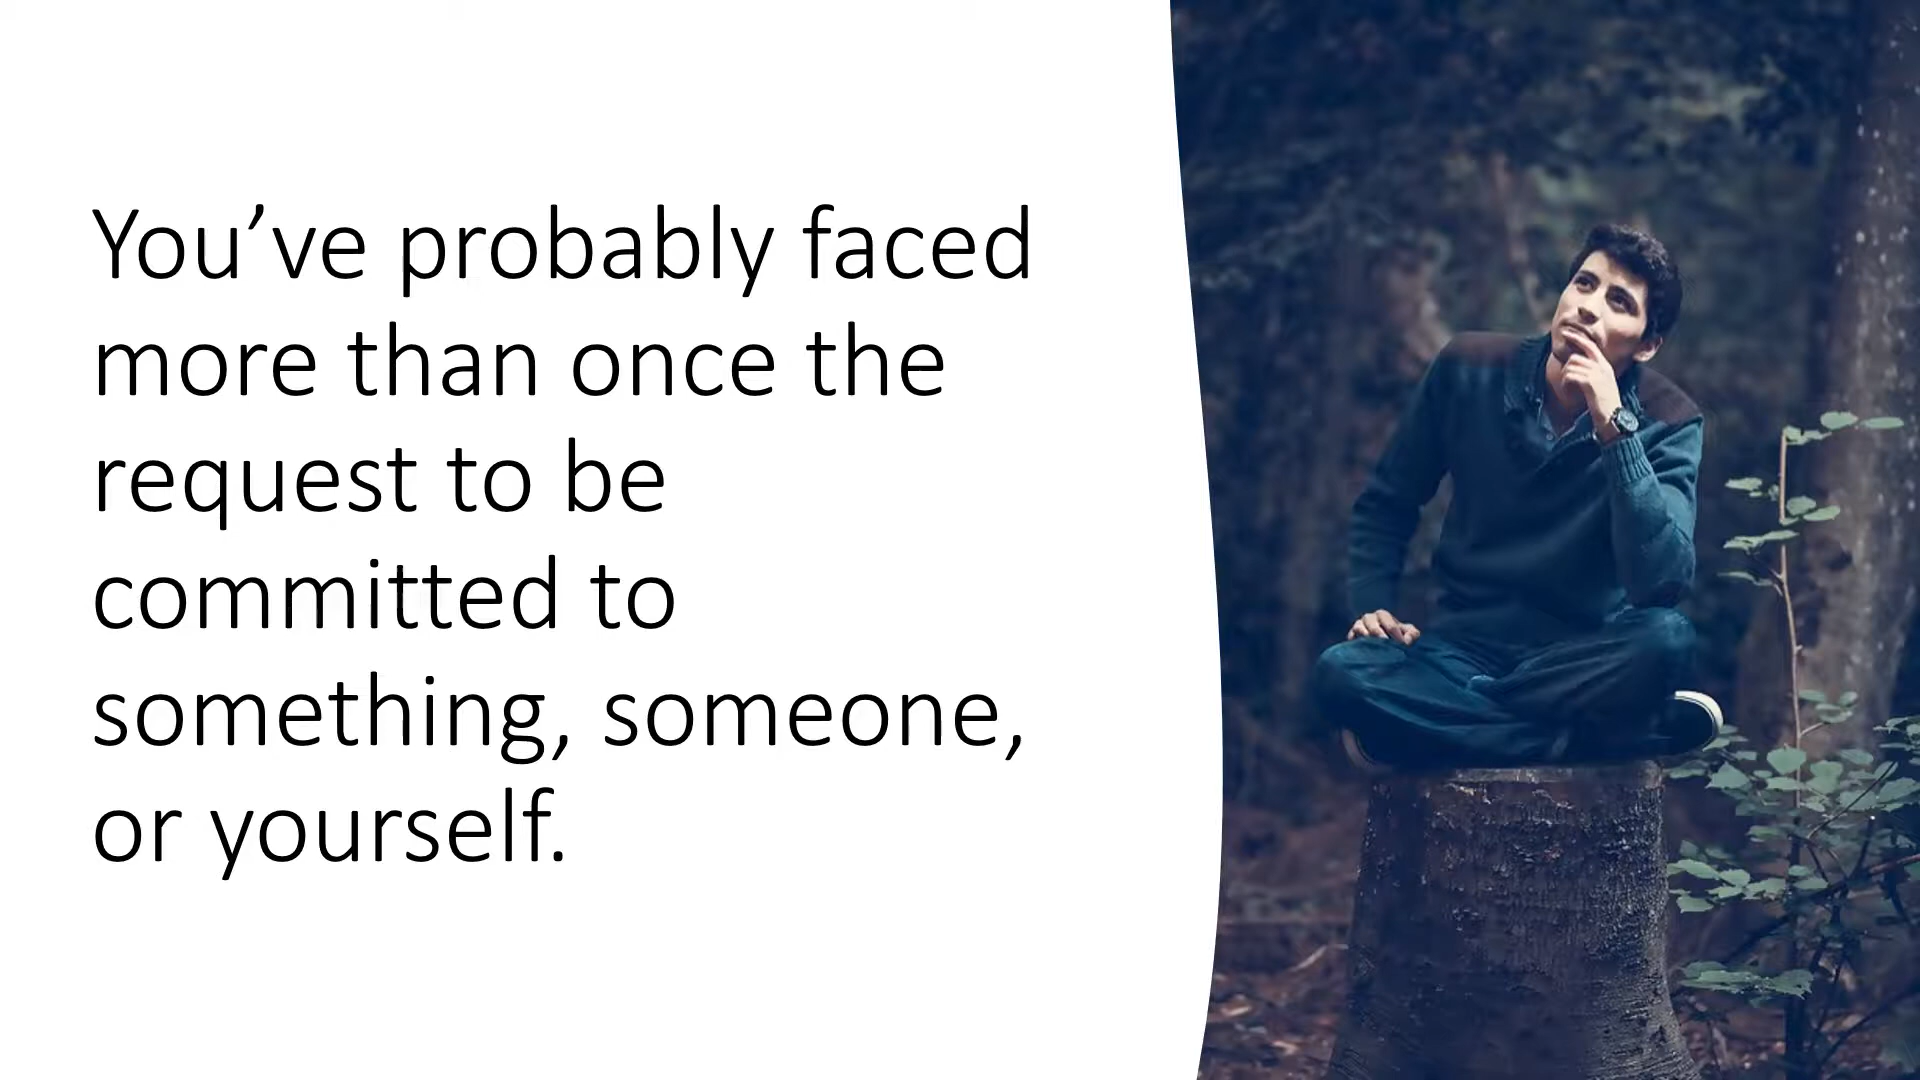 You’ve probably faced
more than once the
request to be
committed to
something, someone,
or yourself.